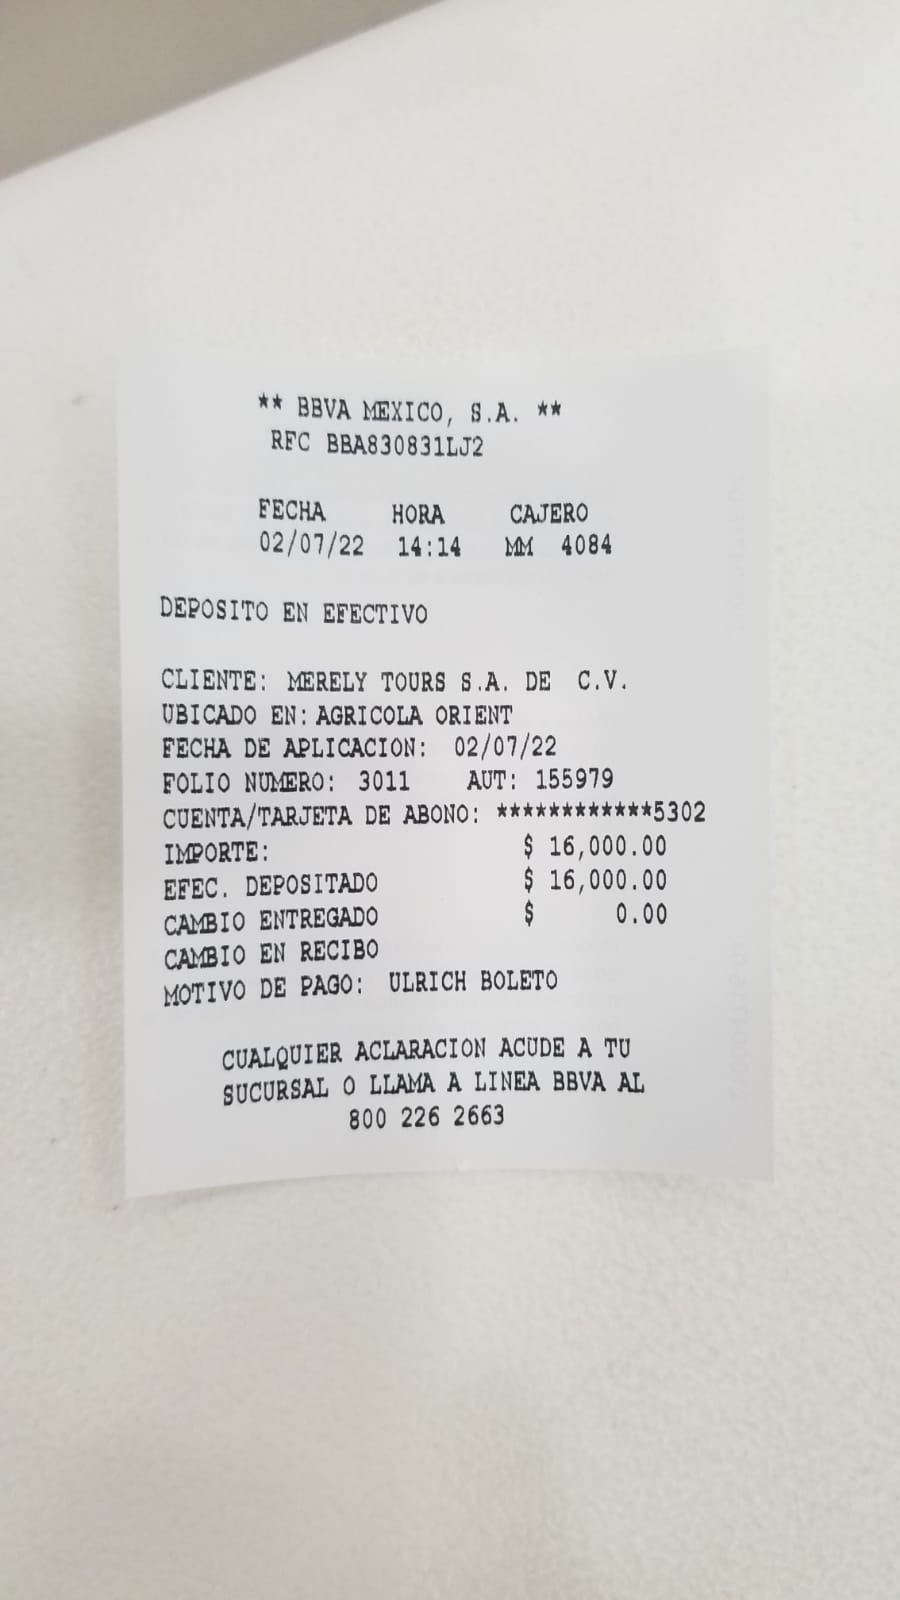 ** BBVA MEXICO, S.A. **
RFC BBA830831LJ2
FECHA HORA CAJERO
02/07/22 14:14 MM 4084
DEPOSITO EN EFECTIVO
CLIENTE: MERELY TOURS S.A. DE C.V.
UBICADO EN: AGRICOLA ORIENT
FECHA DE APLICACION: 02/07/22
FOLIO NUMERO: 3011 AUT: 155979
CUENTA/TARJETA DE ABONO: ************5302
IMPORTE: $ 16,000.00
EFEC. DEPOSITADO $ 16,000.00
CAMBIO ENTREGADO $ 0.00
CAMBIO EN RECIBO
MOTIVO DE PAGO: ULRICH BOLETO
CUALQUIER ACLARACION ACUDE A TU
SUCURSAL O LLAMA A LINEA BBVA AL
800 226 2663